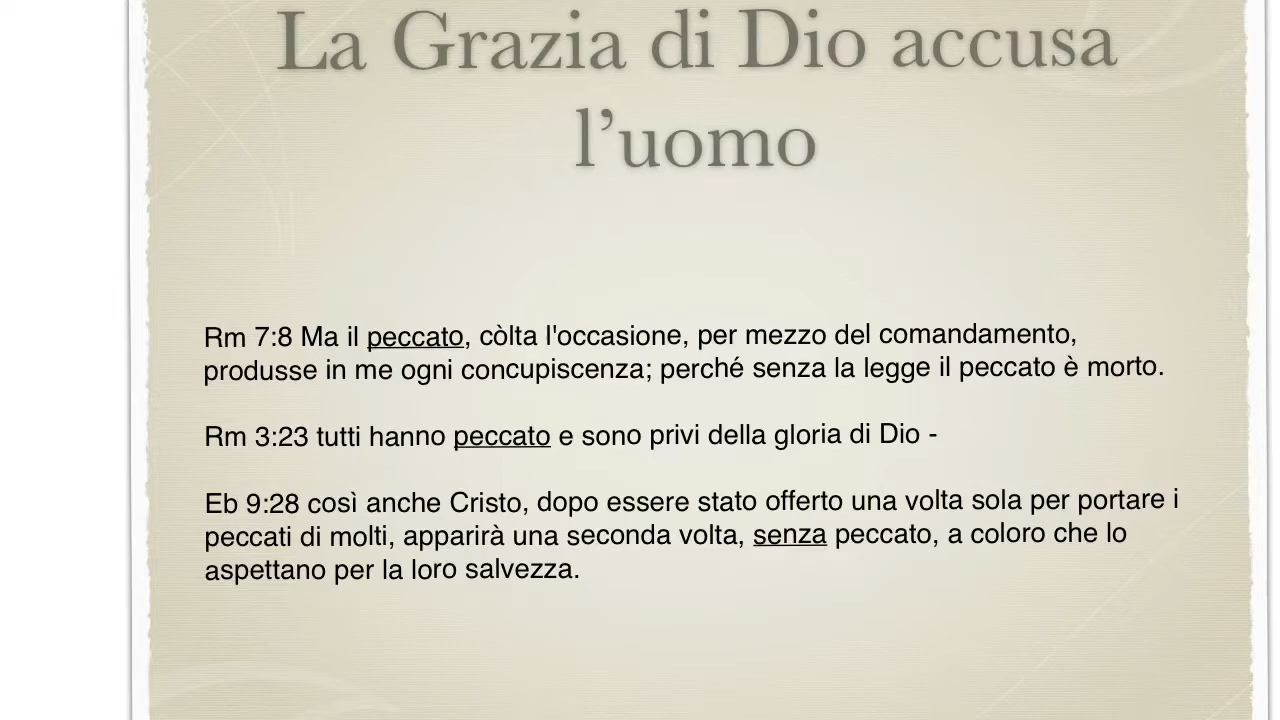 La Grazia di Dio accusa
l’uomo
Rm 7:8 Ma il peccato, còlta l'occasione, per mezzo del comandamento,
produsse in me ogni concupiscenza; perché senza la legge il peccato è morto.
Rm 3:23 tutti hanno peccato e sono privi della gloria di Dio -
Eb 9:28 così anche Cristo, dopo essere stato offerto una volta sola per portare i
peccati di molti, apparirà una seconda volta, senza peccato, a coloro che lo
aspettano per la loro salvezza.